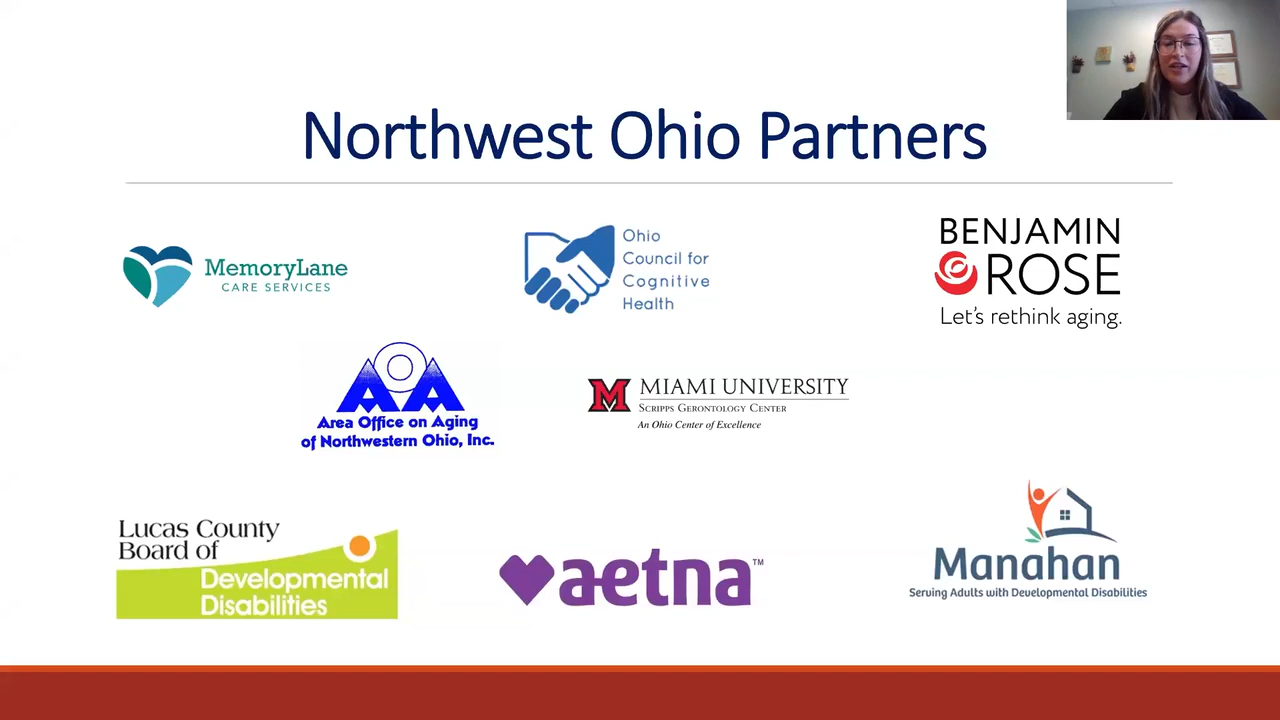 Northwest Ohio Partners
MemoryLane
CARE SERVICES
Ohio
Council for
Cognitive
Health
BENJAMIN
ROSE
Let's rethink aging.
Area Office on Aging
of Northwestern Ohio, Inc.
M
MIAMI UNIVERSITY
SCRIPPS GERONTOLOGY CENTER
An Ohio Center of Excellence
Lucas County
Board of
Developmental
Disabilities
aetna™
Manahan
Serving Adults with Developmental Disabilities